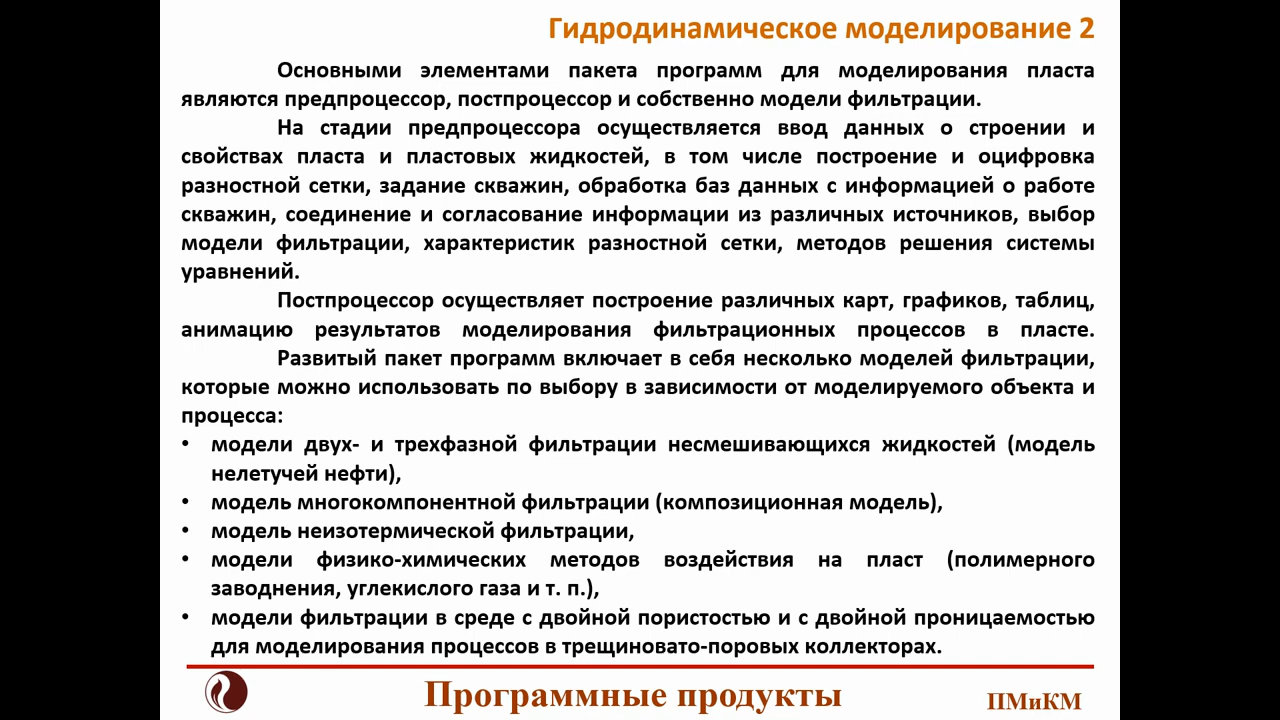 Гидродинамическое моделирование 2
Основными элементами пакета программ для моделирования пласта
являются предпроцессор, постпроцессор и собственно модели фильтрации.
На стадии предпроцессора осуществляется ввод данных о строении и
свойствах пласта и пластовых жидкостей, в том числе построение и оцифровка
разностной сетки, задание скважин, обработка баз данных с информацией о работе
скважин, соединение и согласование информации из различных источников, выбор
модели фильтрации, характеристик разностной сетки, методов решения системы
уравнений.
Постпроцессор осуществляет построение различных карт, графиков, таблиц,
анимацию результатов моделирования фильтрационных процессов в пласте.
Развитый пакет программ включает в себя несколько моделей фильтрации,
которые можно использовать по выбору в зависимости от моделируемого объекта и
процесса:
• модели двух- и трехфазной фильтрации несмешивающихся жидкостей (модель
нелетучей нефти),
• модель многокомпонентной фильтрации (композиционная модель),
• модель неизотермической фильтрации,
• модели физико-химических методов воздействия на пласт (полимерного
заводнения, углекислого газа и т. п.),
• модели фильтрации в среде с двойной пористостью и с двойной проницаемостью
для моделирования процессов в трещиновато-поровых коллекторах.
Программные продукты
ПМиКМ